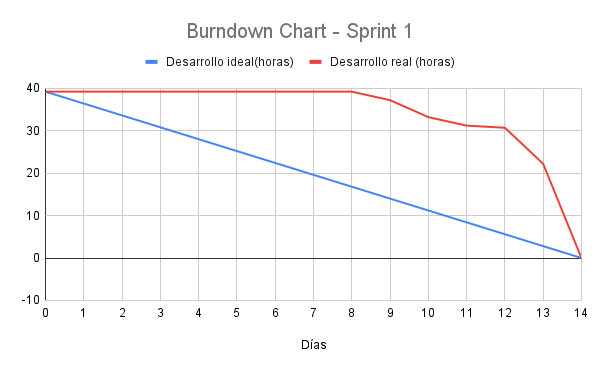 Burndown Chart - Sprint 1
Desarrollo ideal(horas) Desarrollo real (horas)
40
30
20
10
0
-10
0 1 2 3 4 5 6 7 8 9 10 11 12 13 14
Días